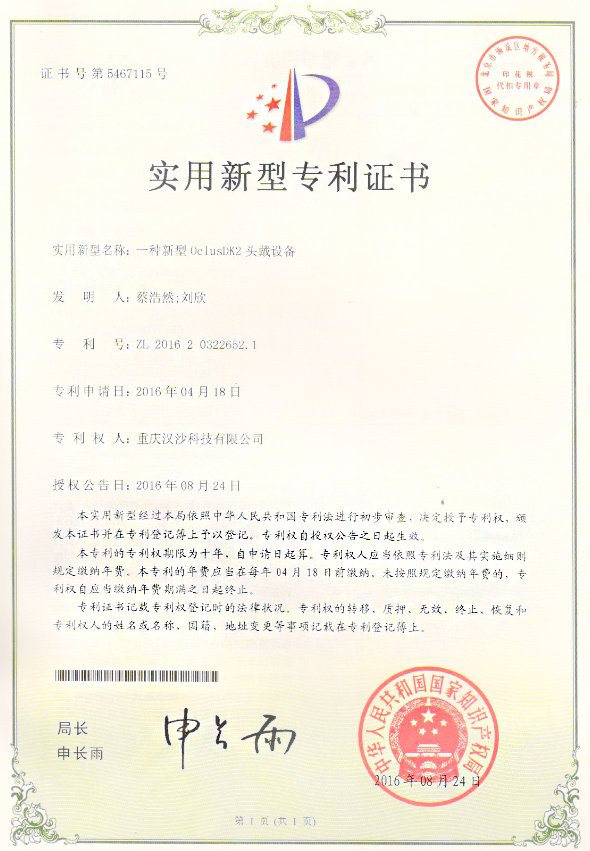 证书号第5467115号
北京市海淀区地方税务局
印花税
代扣专用章
国家知识产权局
实用新型专利证书
实用新型名称：一种新型OclusDK2头戴设备
发明人：蔡浩然;刘欣
专利号：ZL 2016 2 0322652.1
专利申请日：2016年04月18日
专利权人：重庆汉沙科技有限公司
授权公告日：2016年08月24日
本实用新型经过本局依照中华人民共和国专利法进行初步审查，决定授予专利权，颁
发本证书并在专利登记簿上予以登记。专利权自授权公告之日起生效。
本专利的专利权期限为十年，自申请日起算。专利权人应当依照专利法及其实施细则
规定缴纳年费。本专利的年费应当在每年04月18日前缴纳。未按照规定缴纳年费的，专
利权自应当缴纳年费期满之日起终止。
专利证书记载专利权登记时的法律状况。专利权的转移、质押、无效、终止、恢复和
专利权人的姓名或名称、国籍、地址变更等事项记载在专利登记簿上。
局长
申长雨
申长雨
中华人民共和国国家知识产权局
2016年08月24日
第 1 页 (共 1 页)